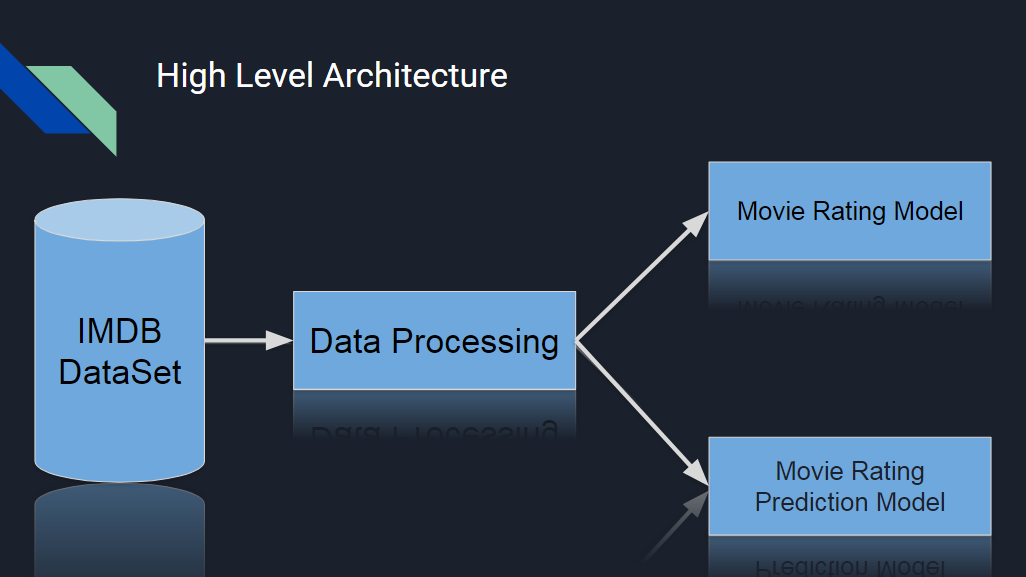 High Level Architecture
IMDB
DataSet
Data Processing
Movie Rating Model
Movie Rating
Prediction Model